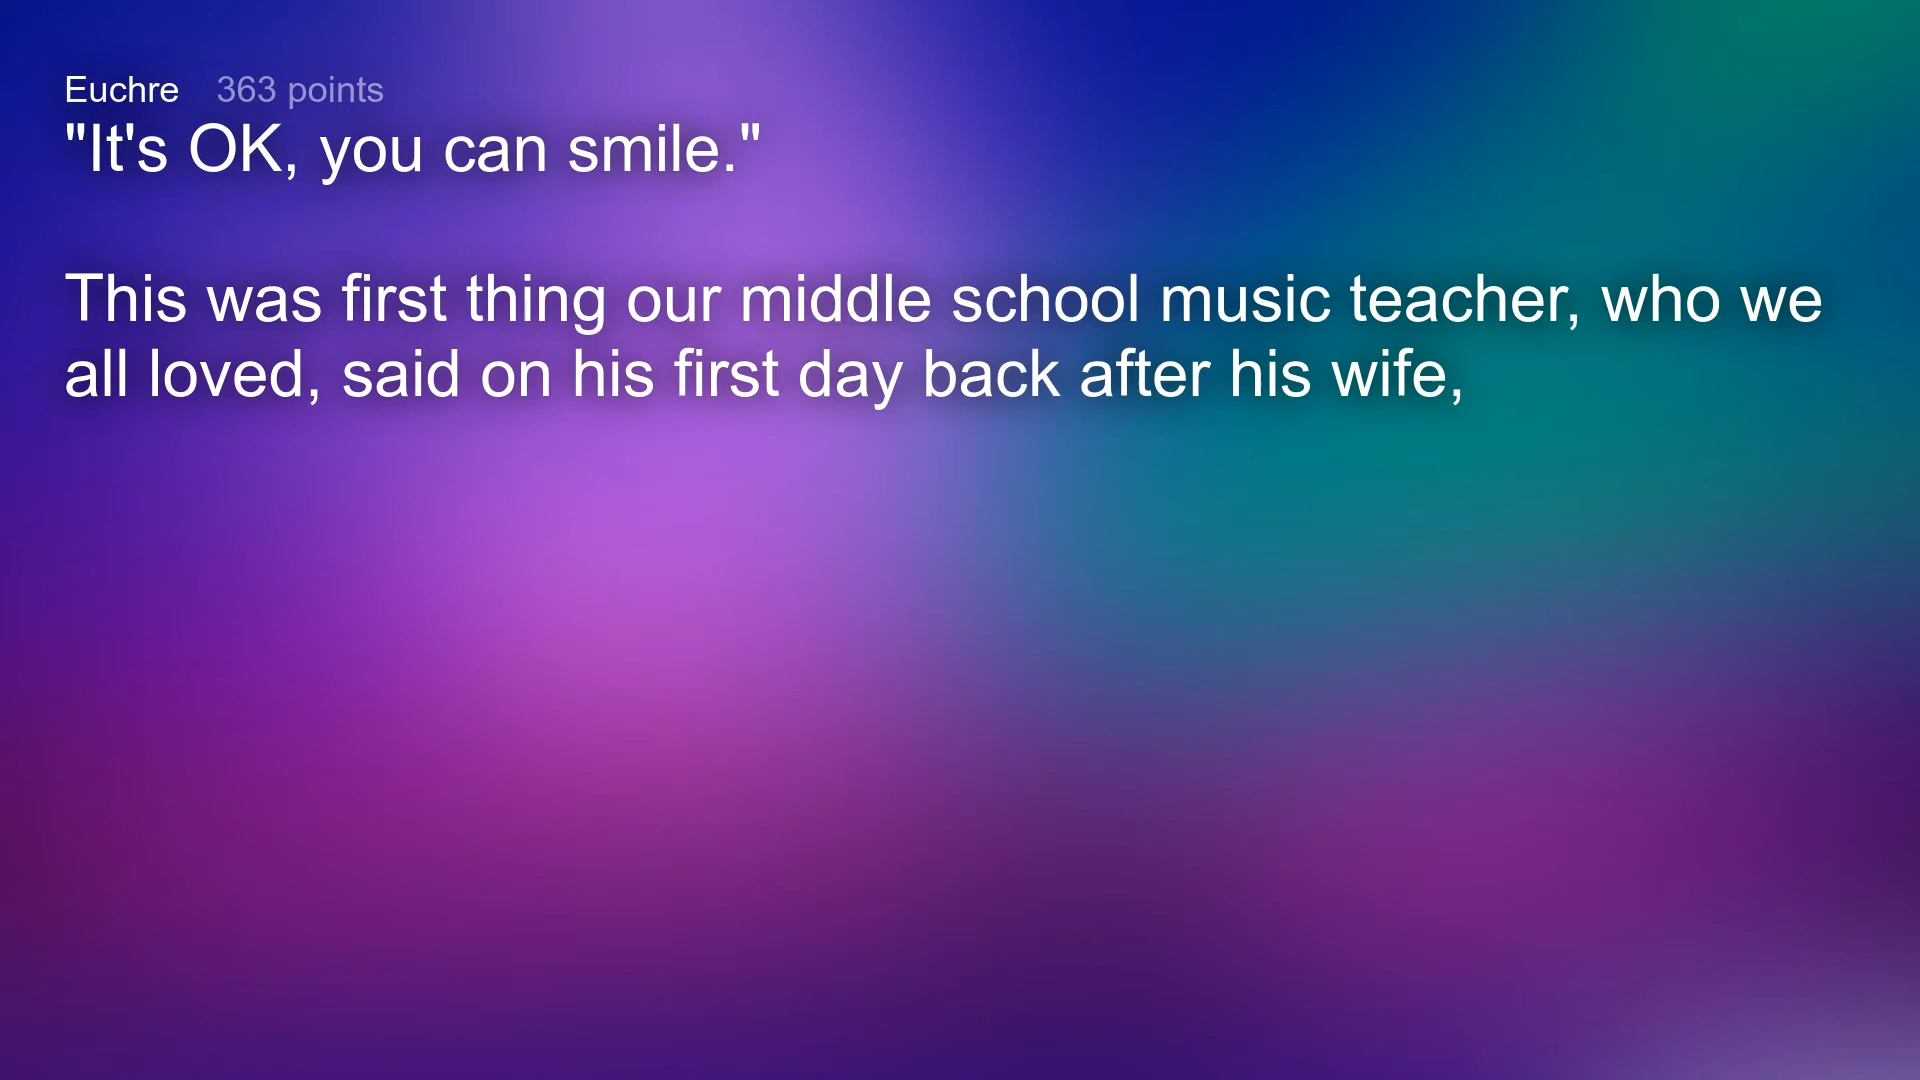 Euchre 363 points
"It's OK, you can smile."
This was first thing our middle school music teacher, who we
all loved, said on his first day back after his wife,